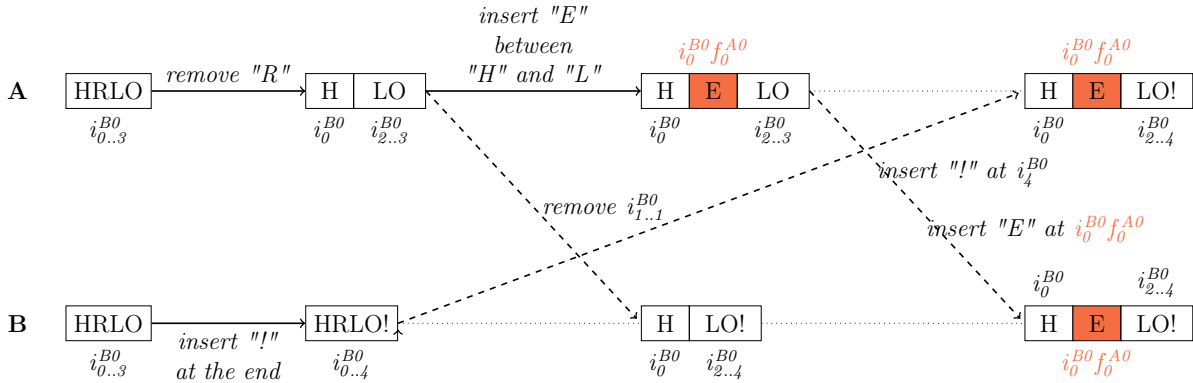 insert "E"
between
"H" and "L"
remove "R"
i_0^{B0} f_0^{A0}
i_0^{B0} f_0^{A0}
A HRLO H LO H E LO H E LO!
i_{0..3}^{B0} i_0^{B0} i_{2..3}^{B0} i_0^{B0} i_{2..3}^{B0} i_0^{B0} i_{2..4}^{B0}
insert "!" at i_4^{B0}
remove i_{1..1}^{B0}
insert "E" at i_0^{B0} f_0^{A0}
i_0^{B0} i_{2..4}^{B0}
B HRLO HRLO! H LO! H E LO!
insert "!"
at the end
i_{0..3}^{B0} i_{0..4}^{B0} i_0^{B0} i_{2..4}^{B0} i_0^{B0} f_0^{A0}